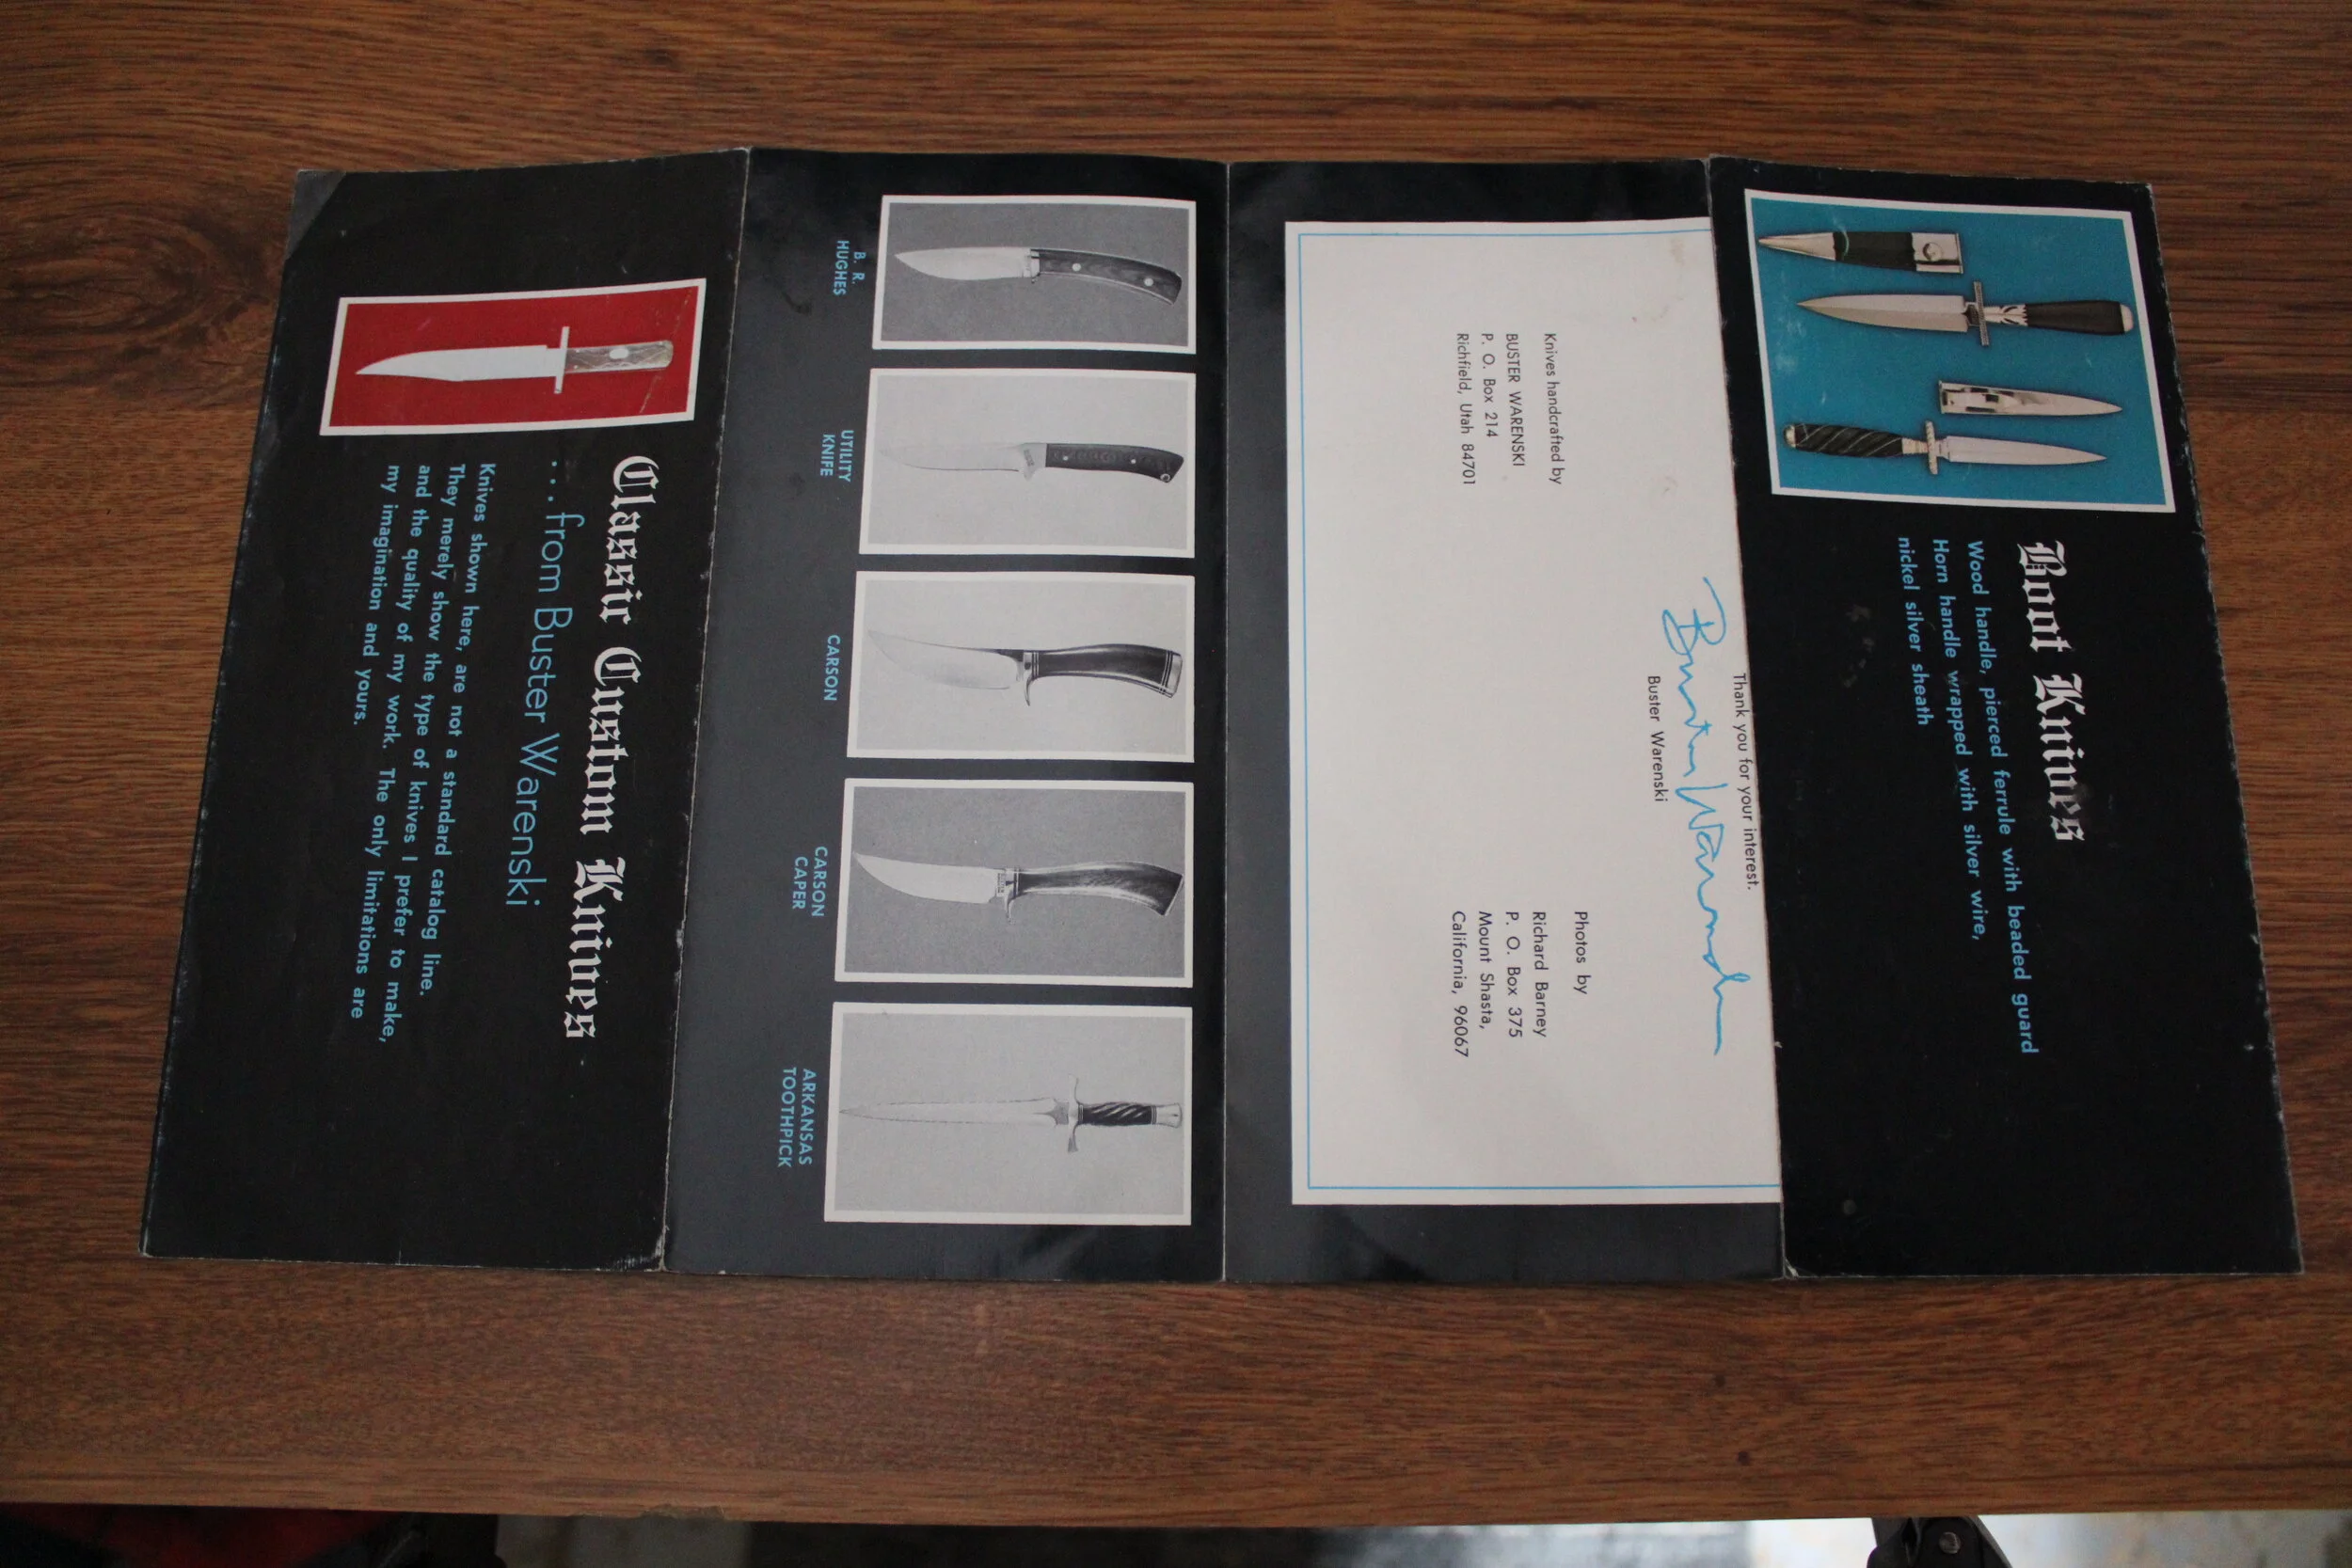 Boot Knives
Wood handle, pierced ferrule with beaded guard
Horn handle wrapped with silver wire,
nickel silver sheath
Thank you for your interest.
Buster Warenski
Buster Warenski
Knives handcrafted by
BUSTER WARENSKI
P. O. Box 214
Richfield, Utah 84701
Photos by
Richard Barney
P. O. Box 375
Mount Shasta,
California, 96067
B. R.
HUGHES
UTILITY
KNIFE
CARSON
CARSON
CAPER
ARKANSAS
TOOTHPICK
Classic Custom Knives
...from Buster Warenski
Knives shown here, are not a standard catalog line.
They merely show the type of knives I prefer to make,
and the quality of my work. The only limitations are
my imagination and yours.